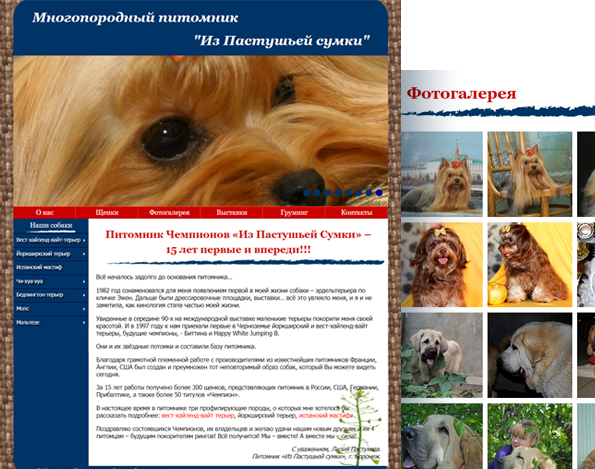 Многопородный питомник
"Из Пастушьей сумки"
О нас
Щенки
Фотогалерея
Выставки
Груминг
Контакты
Наши собаки
Вест-хайленд-вайт-терьер
Йоркширский терьер
Испанский мастиф
Чи-хуа-хуа
Бедлингтон-терьер
Мопс
Мальтезе
Питомник Чемпионов «Из Пастушьей Сумки» –
15 лет первые и впереди!!!
Всё началось задолго до основания питомника...
1982 год ознаменовался для меня появлением первой в моей жизни собаки – эрдельтерьера по
кличке Эжен. Дальше были дрессировочные площадки, выставки... всё это увлекло меня, и я и не
заметила, как кинология стала частью моей жизни.
Увиденные в середине 90-х на международной выставке маленькие терьеры покорили меня своей
красотой. И в 1997 году к нам приехали первые в Черноземье йоркширский и вест-хайленд-вайт
терьеры, будущие чемпионы, - Биттина и Happy White Jumping B.
Они и их звёздные потомки и составили базу питомника.
Благодаря грамотной племенной работе с производителями из известнейших питомников Франции,
Англии, США был создан и преумножен тот неповторимый образ собак, который Вы можете видеть
сегодня.
За 15 лет работы получено более 300 щенков, представляющих питомник в России, США, Германии,
Прибалтике, а также более 50 титулов «Чемпион».
В настоящее время в питомнике три профилирующие породы, о которых мне хотелось бы
рассказать подробнее: вест-хайленд-вайт терьер, йоркширский терьер, испанский мастиф.
Поздравляю состоявшихся Чемпионов, их владельцев и желаю удачи нашим новым друзьям и их
питомцам – будущим покорителям рингов! Всё получится! Мы – вместе! А вместе мы – сила!
С уважением, Лилия Пастухова.
Питомник «Из Пастушьей сумки», г. Воронеж.
Фотогалерея